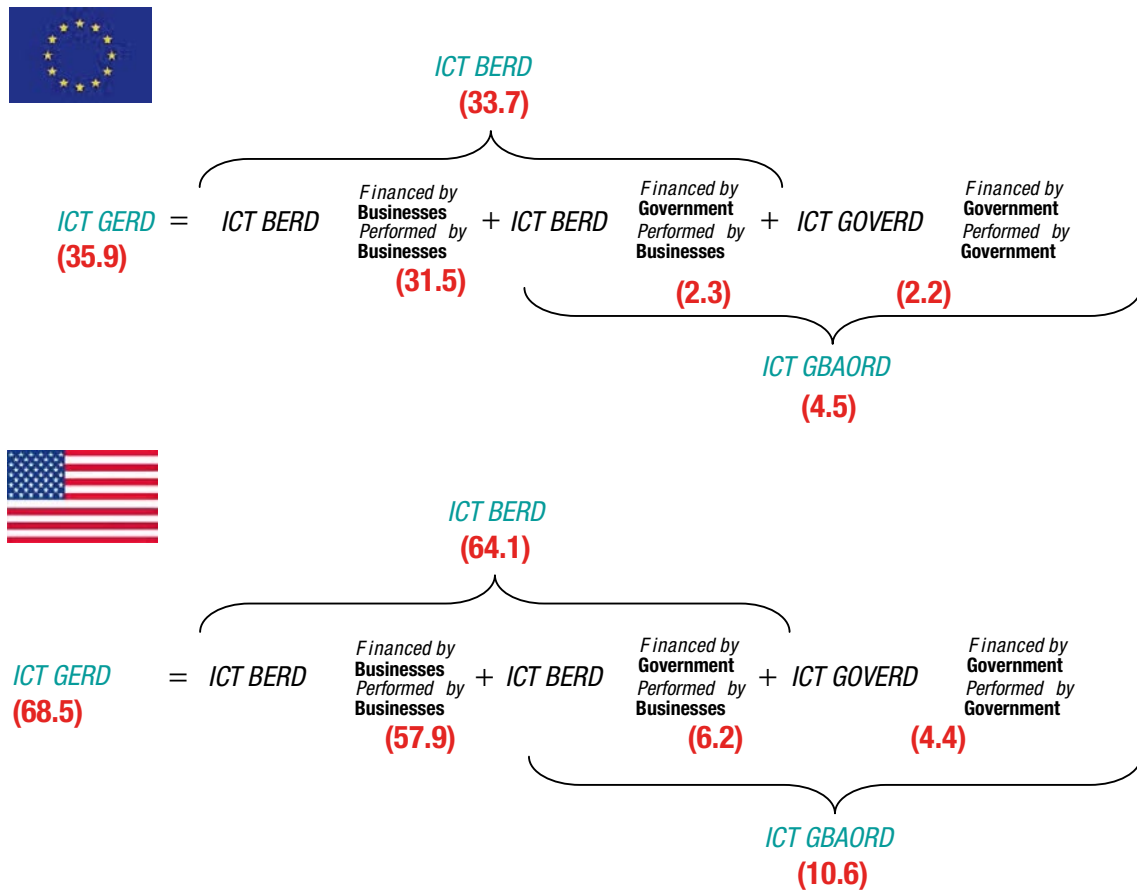 ICT BERD
(33.7)
ICT GERD = ICT BERD Financed by Businesses Performed by Businesses + ICT BERD Financed by Government Performed by Businesses + ICT GOVERD Financed by Government Performed by Government
(35.9) (31.5) (2.3) (2.2)
ICT GBAORD
(4.5)
ICT BERD
(64.1)
ICT GERD = ICT BERD Financed by Businesses Performed by Businesses + ICT BERD Financed by Government Performed by Businesses + ICT GOVERD Financed by Government Performed by Government
(68.5) (57.9) (6.2) (4.4)
ICT GBAORD
(10.6)